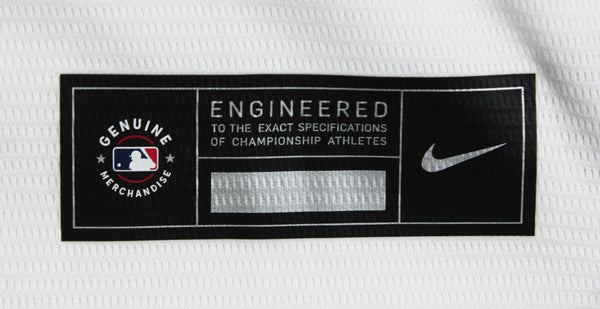 GENUINE
MERCHANDISE
ENGINEERED
TO THE EXACT SPECIFICATIONS
OF CHAMPIONSHIP ATHLETES